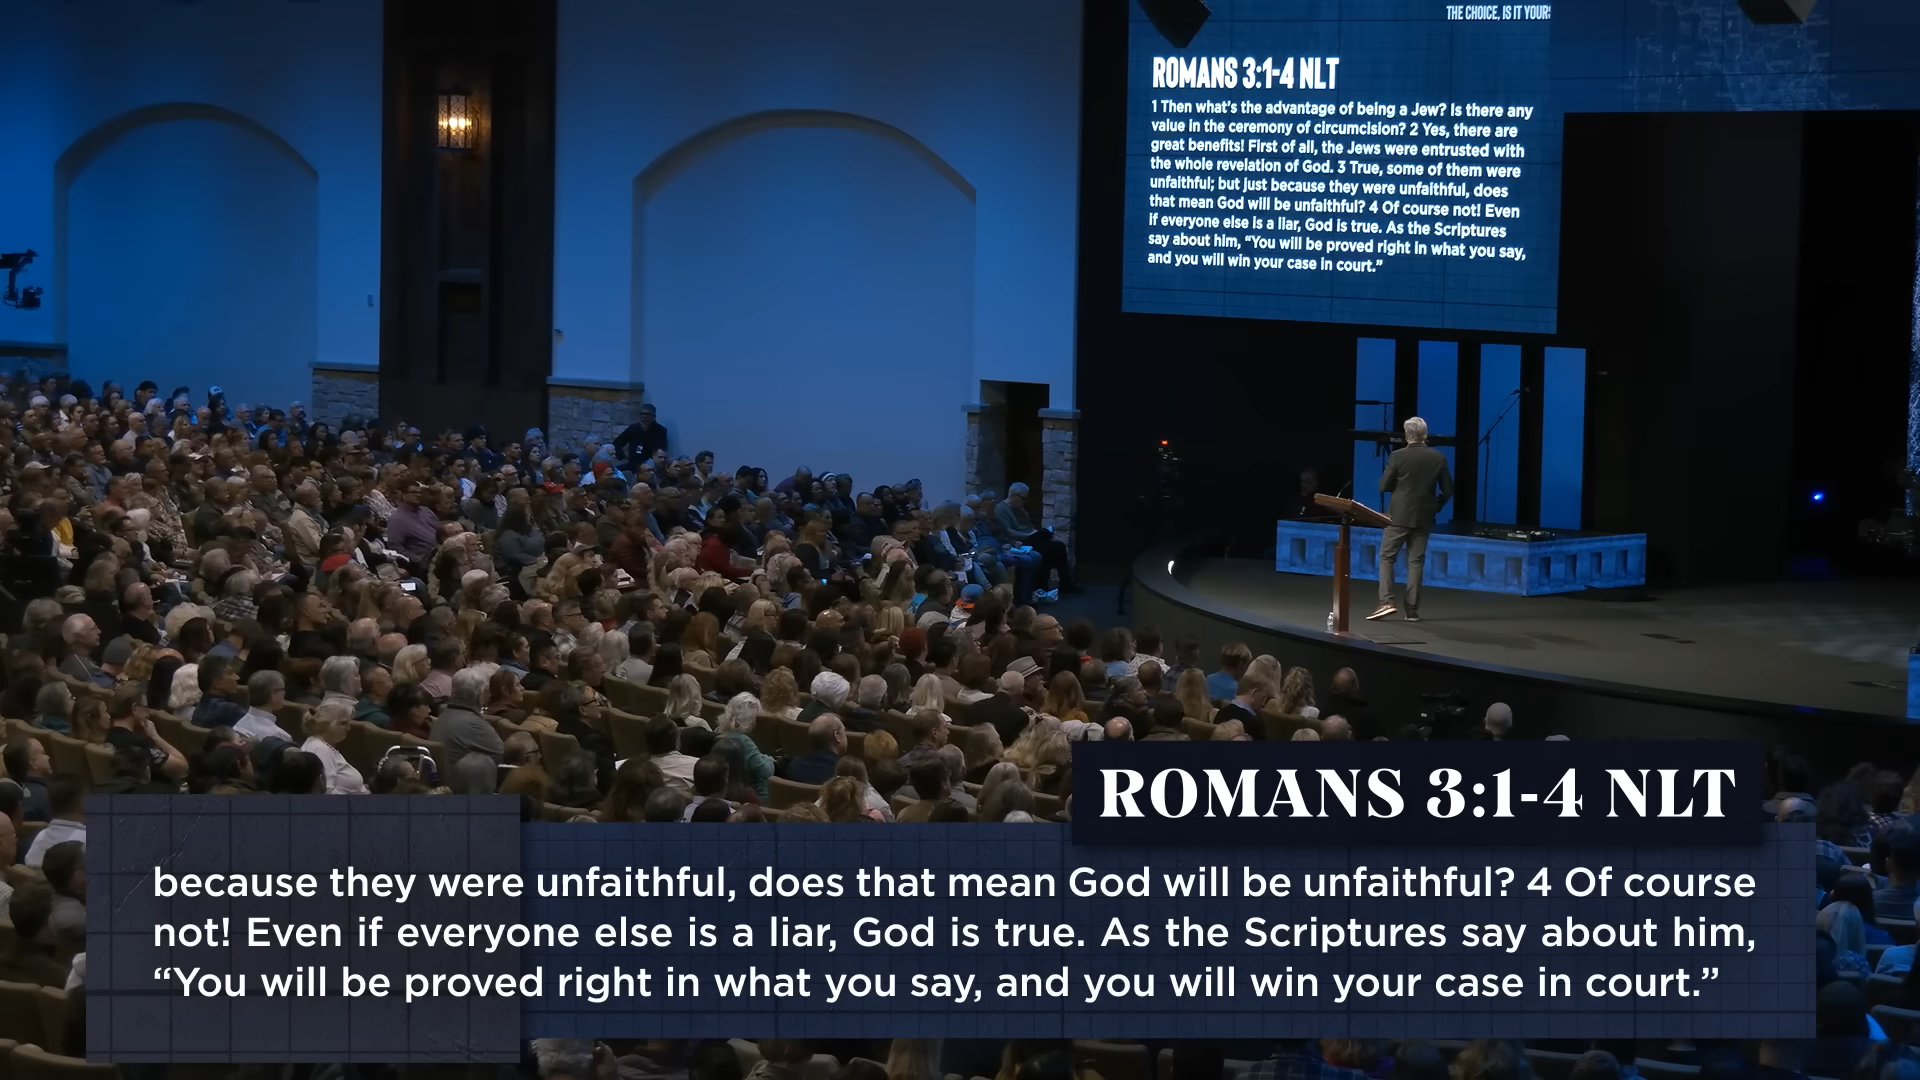 THE CHOICE, IS IT YOURS
ROMANS 3:1-4 NLT
1 Then what's the advantage of being a Jew? Is there any
value in the ceremony of circumcision? 2 Yes, there are
great benefits! First of all, the Jews were entrusted with
the whole revelation of God. 3 True, some of them were
unfaithful; but just because they were unfaithful, does
that mean God will be unfaithful? 4 Of course not! Even
if everyone else is a liar, God is true. As the Scriptures
say about him, “You will be proved right in what you say,
and you will win your case in court.”
ROMANS 3:1-4 NLT
because they were unfaithful, does that mean God will be unfaithful? 4 Of course
not! Even if everyone else is a liar, God is true. As the Scriptures say about him,
“You will be proved right in what you say, and you will win your case in court.”